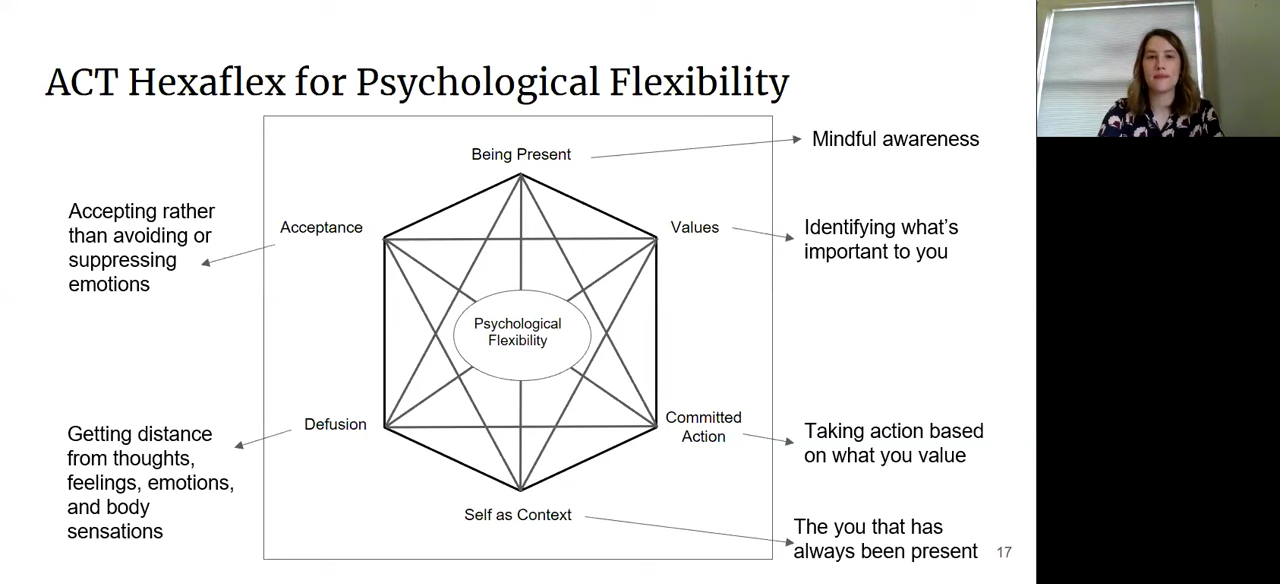 ACT Hexaflex for Psychological Flexibility
Being Present
Mindful awareness
Accepting rather
than avoiding or
suppressing
emotions
Acceptance
Values
Identifying what's
important to you
Psychological
Flexibility
Getting distance
from thoughts,
feelings, emotions,
and body
sensations
Defusion
Committed
Action
Taking action based
on what you value
Self as Context
The you that has
always been present
17